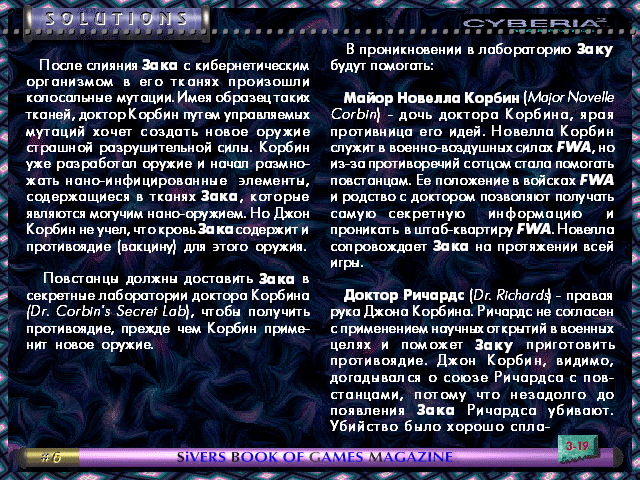 SOLUTIONS
CYBERIA²
После слияния Зака с кибернетическим
организмом в его тканях произошли
колосальные мутации. Имея образец таких
тканей, доктор Корбин путем управляемых
мутаций хочет создать новое оружие
страшной разрушительной силы. Корбин
уже разработал оружие и начал размно-
жать нано-инфицированные элементы,
содержащиеся в тканях Зака, которые
являются могучим нано-оружием. Но Джон
Корбин не учел, что кровь Зака содержит и
противоядие (вакцину) для этого оружия.
Повстанцы должны доставить Зака в
секретные лаборатории доктора Корбина
(Dr. Corbin's Secret Lab), чтобы получить
противоядие, прежде чем Корбин приме-
нит новое оружие.
В проникновении в лабораторию Заку
будут помогать:
Майор Новелла Корбин (Major Novelle
Corbin) - дочь доктора Корбина, ярая
противница его идей. Новелла Корбин
служит в военно-воздушных силах FWA, но
из-за противоречий с отцом стала помогать
повстанцам. Ее положение в войсках FWA
и родство с доктором позволяют получать
самую секретную информацию и
проникать в штаб-квартиру FWA. Новелла
сопровождает Зака на протяжении всей
игры.
Доктор Ричардс (Dr. Richards) - правая
рука Джона Корбина. Ричардс не согласен
с применением научных открытий в военных
целях и поможет Заку приготовить
противоядие. Джон Корбин, видимо,
догадывался о союзе Ричардса с пов-
станцами, потому что незадолго до
появления Зака Ричардса убивают.
Убийство было хорошо спла-
#6
SIVERS BOOK OF GAMES MAGAZINE
3-19